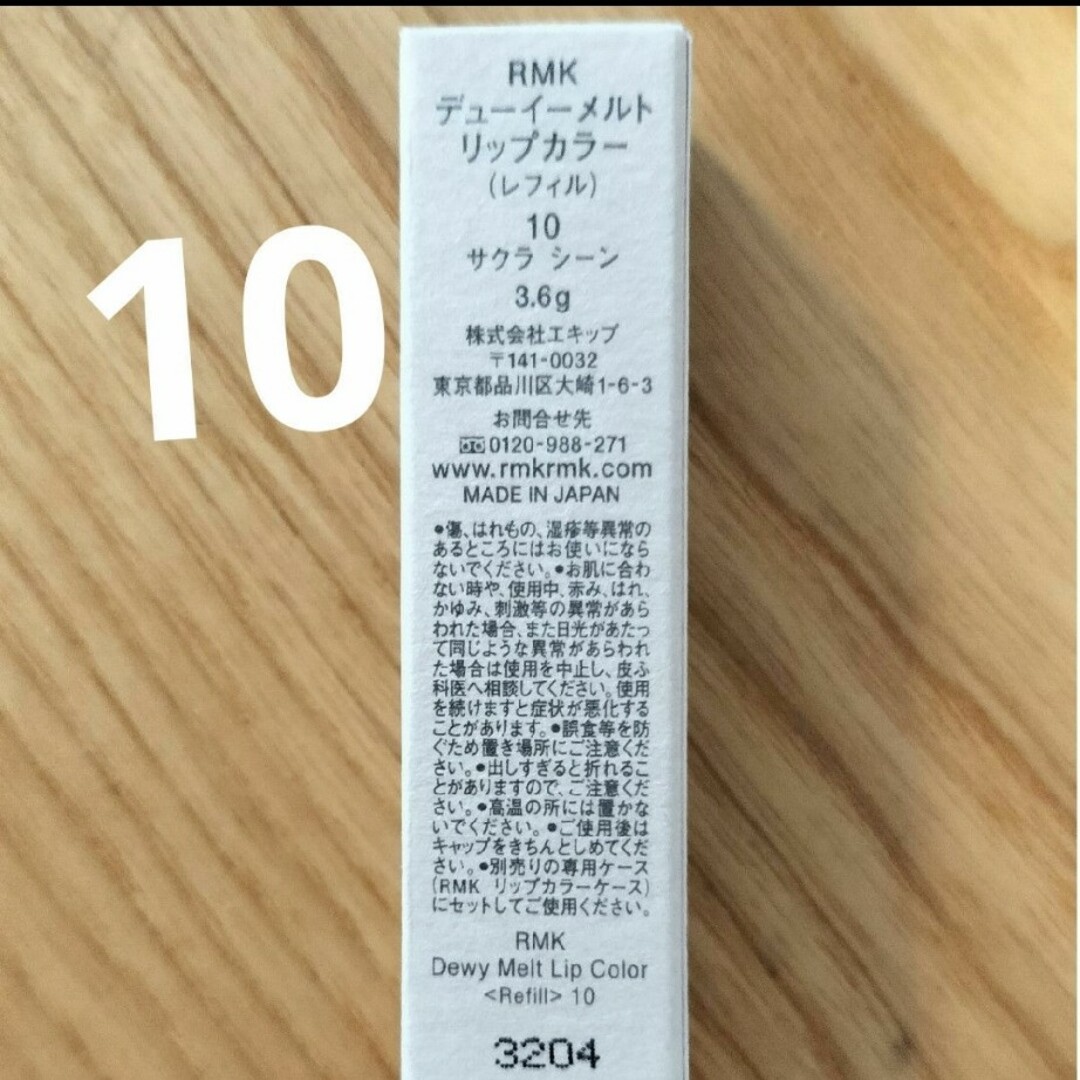 10
RMK
デューイーメルト
リップカラー
(レフィル)
10
サクラ シーン
3.6g
株式会社エキップ
〒141-0032
東京都品川区大崎1-6-3
お問合せ先
0120-988-271
www.rmkrmk.com
MADE IN JAPAN
●傷、はれもの、湿疹等異常の
あるところにはお使いになら
ないでください。●お肌に合わ
ない時や、使用中、赤み、はれ、
かゆみ、刺激等の異常があら
われた場合、また日光があたっ
て同じような異常があらわれ
た場合は使用を中止し、皮ふ
科医へ相談してください。使用
を続けますと症状が悪化する
ことがあります。●誤食等を防
ぐため置き場所にご注意くだ
さい。●出しすぎると折れるこ
とがありますので、ご注意くだ
さい。●高温の所には置かな
いでください。●ご使用後は
キャップをきちんとしめてくだ
さい。●別売りの専用ケース
(RMK リップカラーケース)
にセットしてご使用ください。
RMK
Dewy Melt Lip Color
<Refill> 10
3204